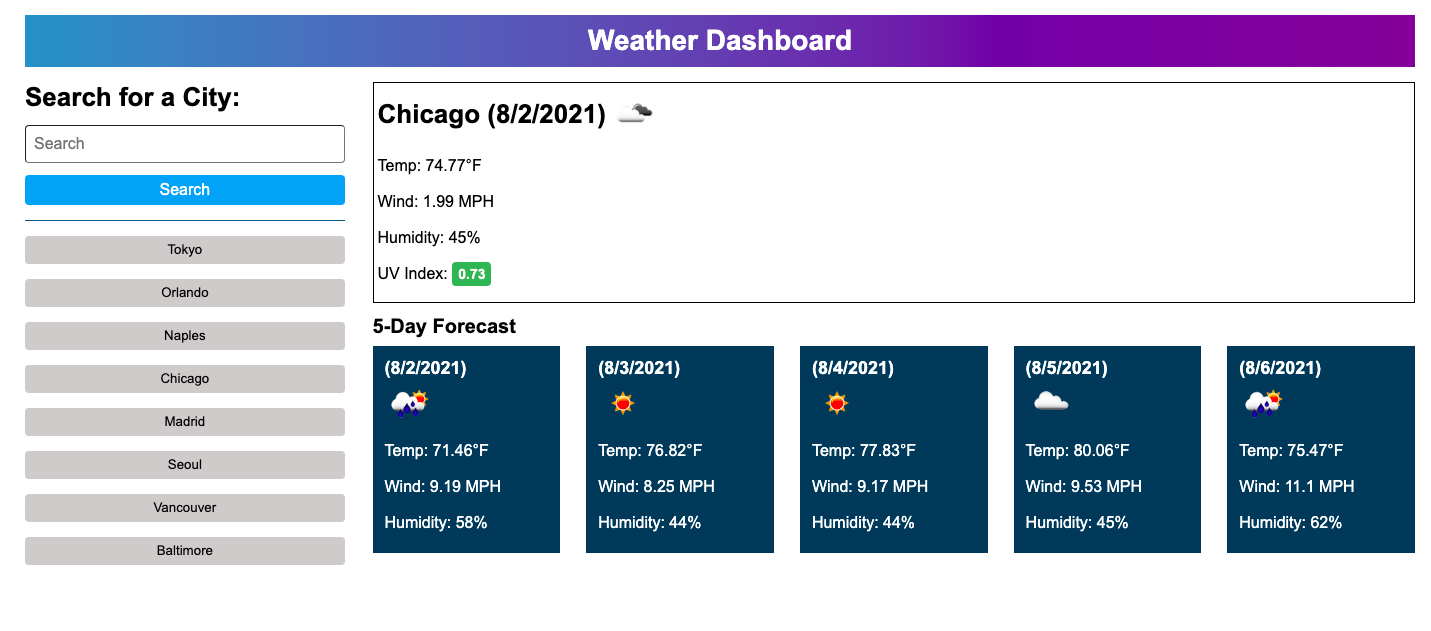 Weather Dashboard
Search for a City:
Search
Search
Tokyo
Orlando
Naples
Chicago
Madrid
Seoul
Vancouver
Baltimore
Chicago (8/2/2021)
Temp: 74.77°F
Wind: 1.99 MPH
Humidity: 45%
UV Index: 0.73
5-Day Forecast
(8/2/2021)
Temp: 71.46°F
Wind: 9.19 MPH
Humidity: 58%
(8/3/2021)
Temp: 76.82°F
Wind: 8.25 MPH
Humidity: 44%
(8/4/2021)
Temp: 77.83°F
Wind: 9.17 MPH
Humidity: 44%
(8/5/2021)
Temp: 80.06°F
Wind: 9.53 MPH
Humidity: 45%
(8/6/2021)
Temp: 75.47°F
Wind: 11.1 MPH
Humidity: 62%